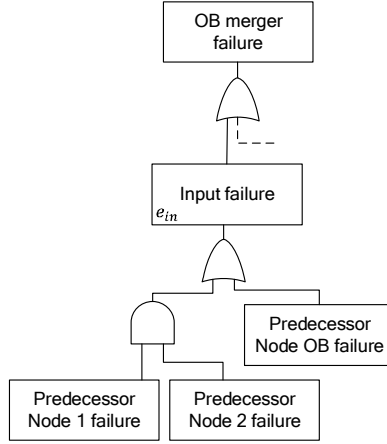 OB merger
failure
Input failure
e_in
Predecessor
Node OB failure
Predecessor
Node 1 failure
Predecessor
Node 2 failure